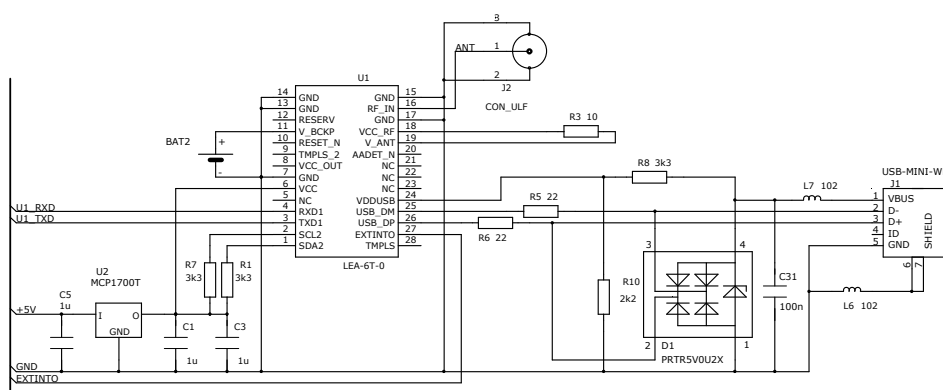 3
ANT
1
2
J2
CON_ULF
U1
14 GND GND 15
13 GND RF_IN 16
12 RESERV GND 17
11 V_BCKP VCC_RF 18
10 RESET_N V_ANT 19
9 TMPLS_2 AADET_N 20
8 VCC_OUT NC 21
7 GND NC 22
6 VCC NC 23
5 NC VDDUSB 24
4 RXD1 USB_DM 25
3 TXD1 USB_DP 26
2 SCL2 EXTINTO 27
1 SDA2 TMPLS 28
LEA-6T-0
BAT2
+
-
R3 10
R8 3k3
R5 22
R6 22
U1_RXD
U1_TXD
L7 102
USB-MINI-W
J1
1 VBUS
2 D-
3 D+
4 ID
5 GND
SHIELD
6 7
L6 102
R7
3k3
R1
3k3
U2
MCP1700T
I O
GND
+5V
C5
1u
C1
1u
C3
1u
R10
2k2
3 4
2 1
D1
PRTR5V0U2X
C31
100n
GND
EXTINTO